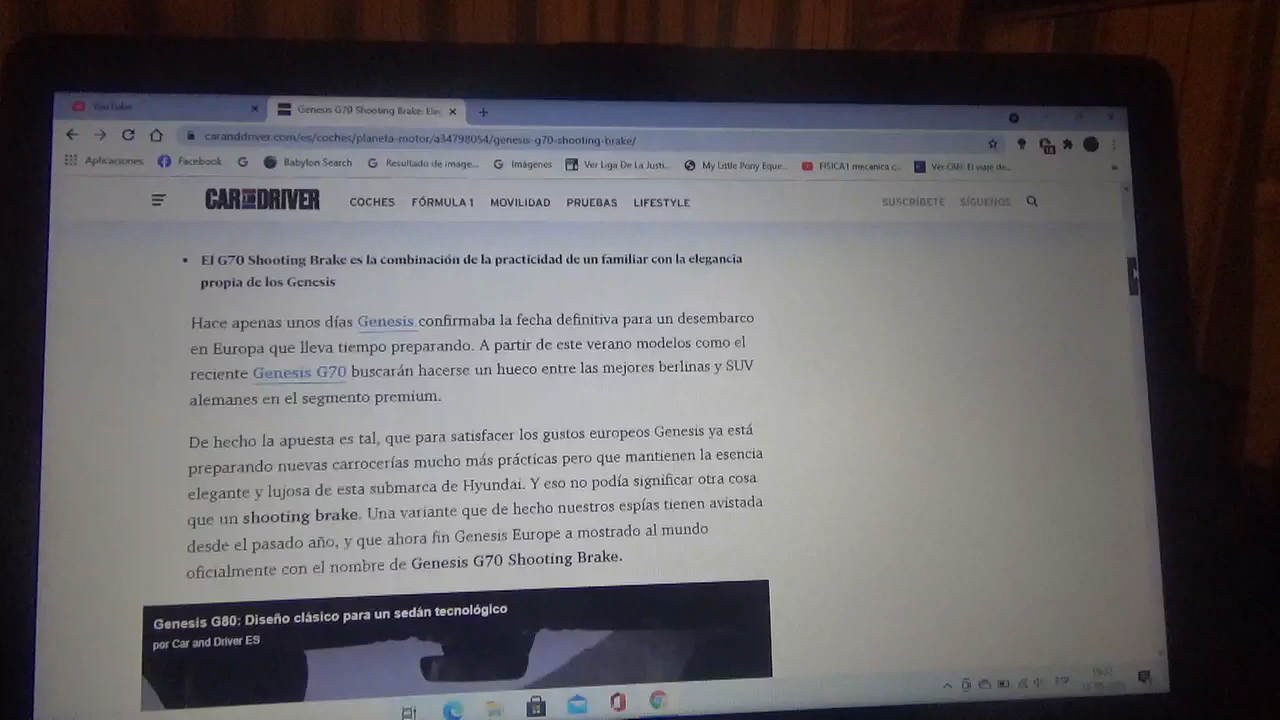 YouTube
Genesis G70 Shooting Brake: Ele
caranddriver.com/es/coches/planeta-motor/a34798054/genesis-g70-shooting-brake/
Aplicaciones Facebook Babylon Search Resultado de image... Imágenes Ver Liga De La Justi... My Little Pony Eque... FISICA1 mecanica c... Ver
CAR AND DRIVER COCHES FÓRMULA 1 MOVILIDAD PRUEBAS LIFESTYLE SUSCRÍBETE SÍGUENOS
• El G70 Shooting Brake es la combinación de la practicidad de un familiar con la elegancia
propia de los Genesis
Hace apenas unos días Genesis confirmaba la fecha definitiva para un desembarco
en Europa que lleva tiempo preparando. A partir de este verano modelos como el
reciente Genesis G70 buscarán hacerse un hueco entre las mejores berlinas y SUV
alemanes en el segmento premium.
De hecho la apuesta es tal, que para satisfacer los gustos europeos Genesis ya está
preparando nuevas carrocerías mucho más prácticas pero que mantienen la esencia
elegante y lujosa de esta submarca de Hyundai. Y eso no podía significar otra cosa
que un shooting brake. Una variante que de hecho nuestros espías tienen avistada
desde el pasado año, y que ahora fin Genesis Europe a mostrado al mundo
oficialmente con el nombre de Genesis G70 Shooting Brake.
Genesis G80: Diseño clásico para un sedán tecnológico
por Car and Driver ES
ESP